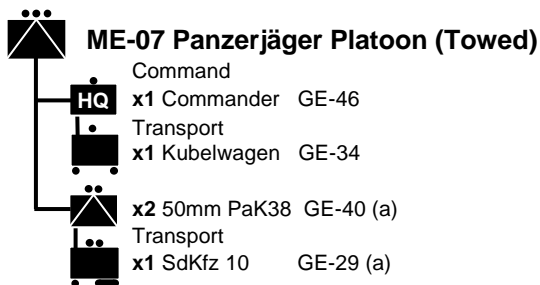 ME-07 Panzerjäger Platoon (Towed)
Command
HQ x1 Commander GE-46
Transport
x1 Kubelwagen GE-34
x2 50mm PaK38 GE-40 (a)
Transport
x1 SdKfz 10 GE-29 (a)